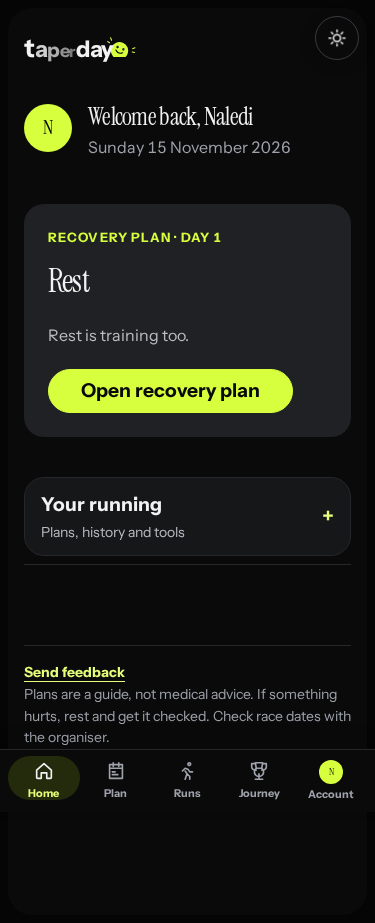 taperday
N
Welcome back, Naledi
Sunday 15 November 2026
RECOVERY PLAN · DAY 1
Rest
Rest is training too.
Open recovery plan
Your running
+
Plans, history and tools
Send feedback
Plans are a guide, not medical advice. If something
hurts, rest and get it checked. Check race dates with
the organiser.
Home
Plan
Runs
Journey
N
Account